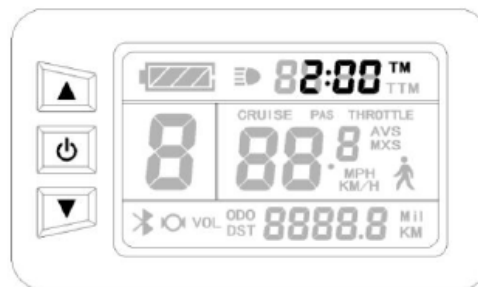 2:00 TM
TTM
CRUISE PAS THROTTLE
8 88.8 AVS
MXS
MPH
KM/H
VOL ODO 8888.8 Mil
DST KM